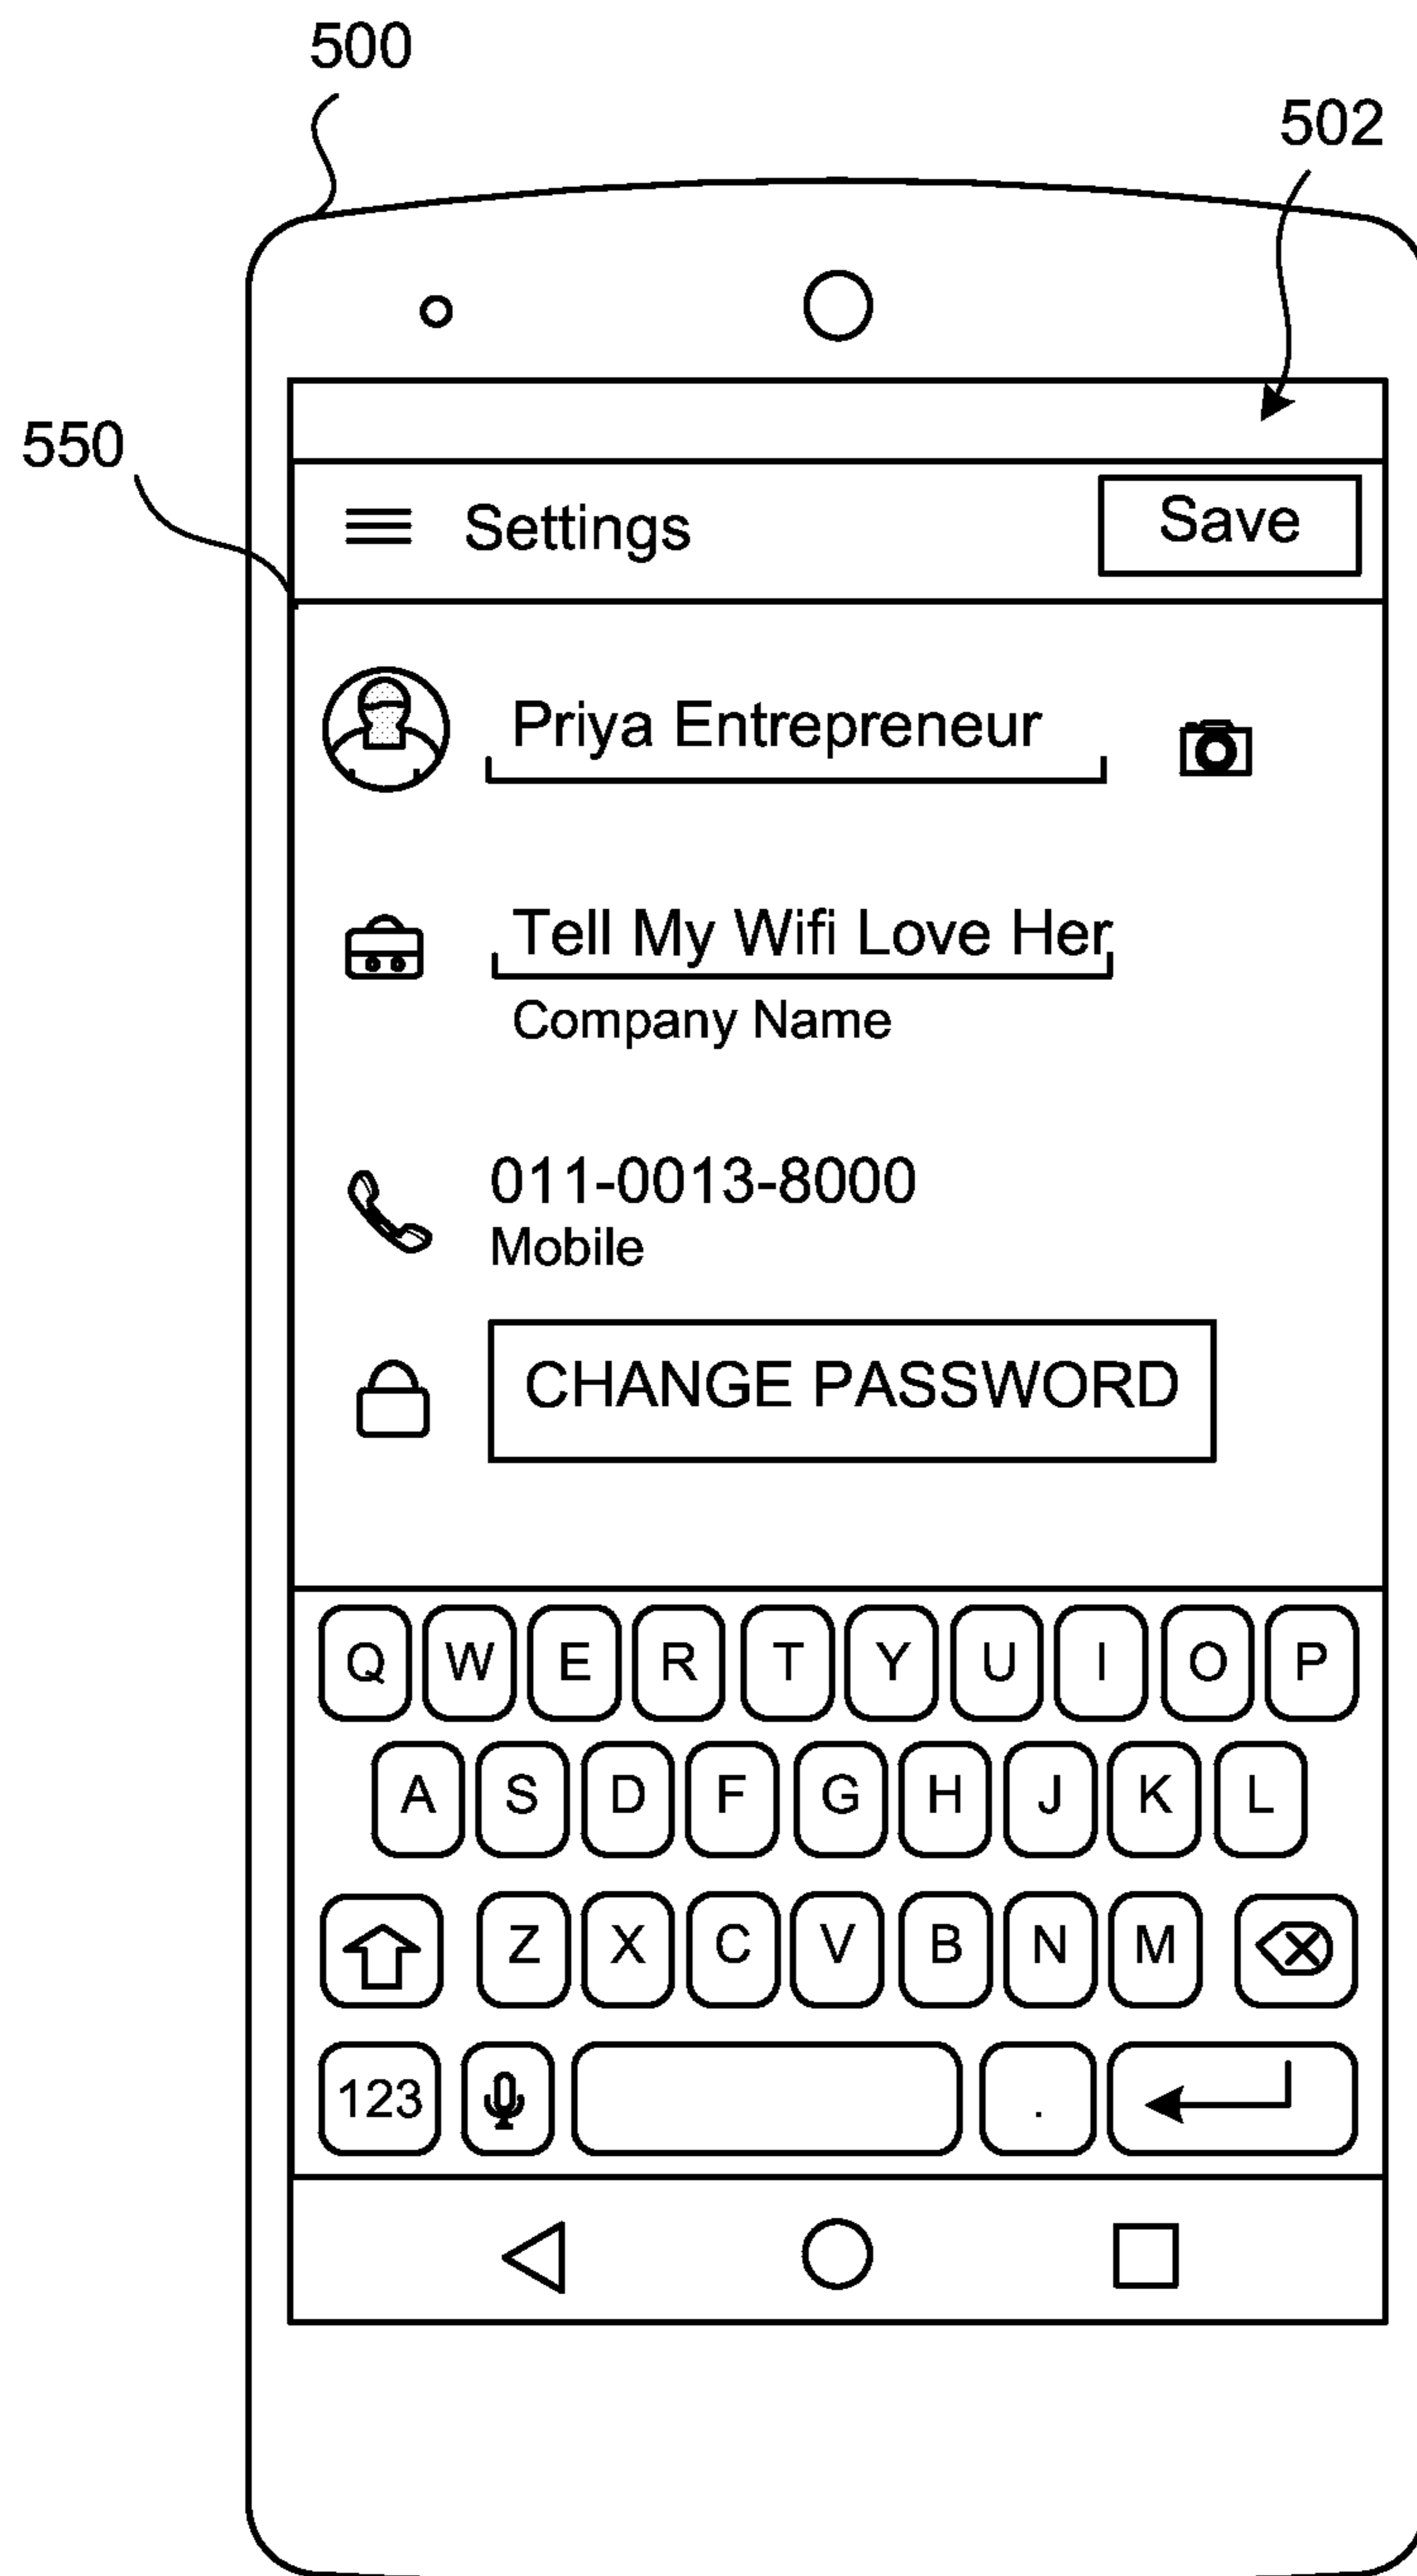 500
502
550
Settings Save
Priya Entrepreneur
Tell My Wifi Love Her
Company Name
011-0013-8000
Mobile
CHANGE PASSWORD
Q W E R T Y U I O P
A S D F G H J K L
Z X C V B N M
123 .